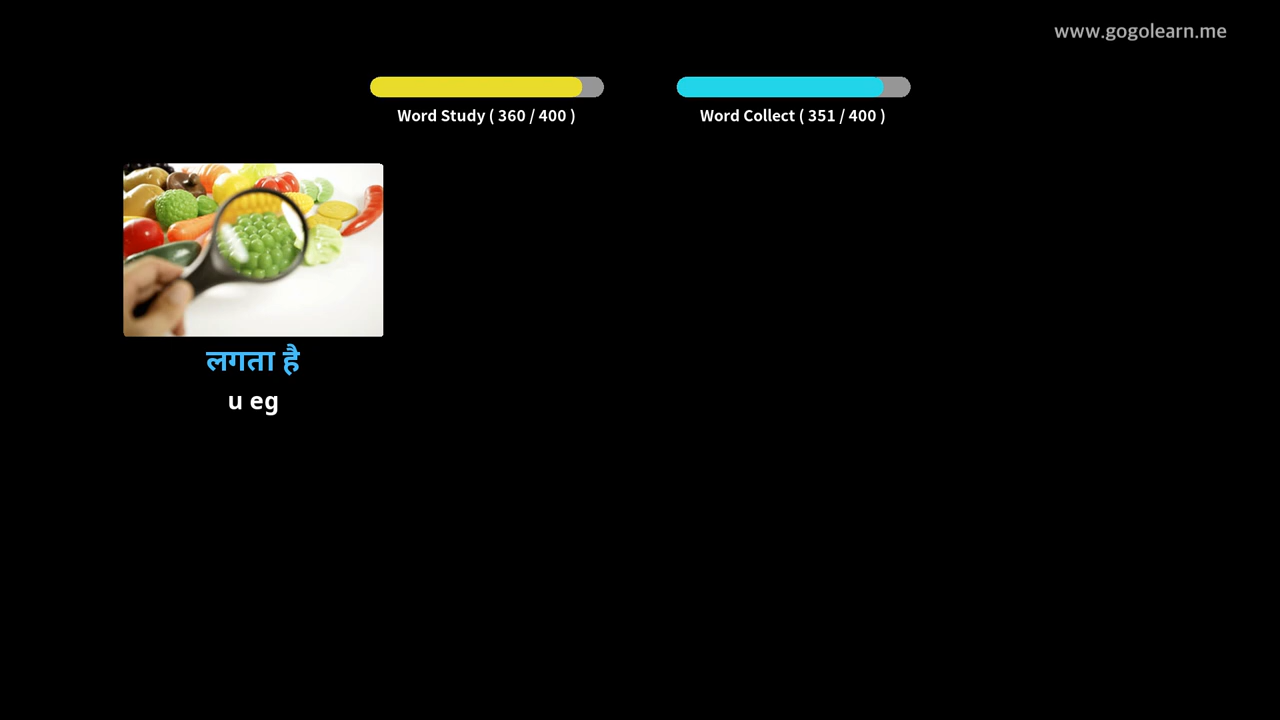 www.gogolearn.me
Word Study ( 360 / 400 )
Word Collect ( 351 / 400 )
लगता है
u eg